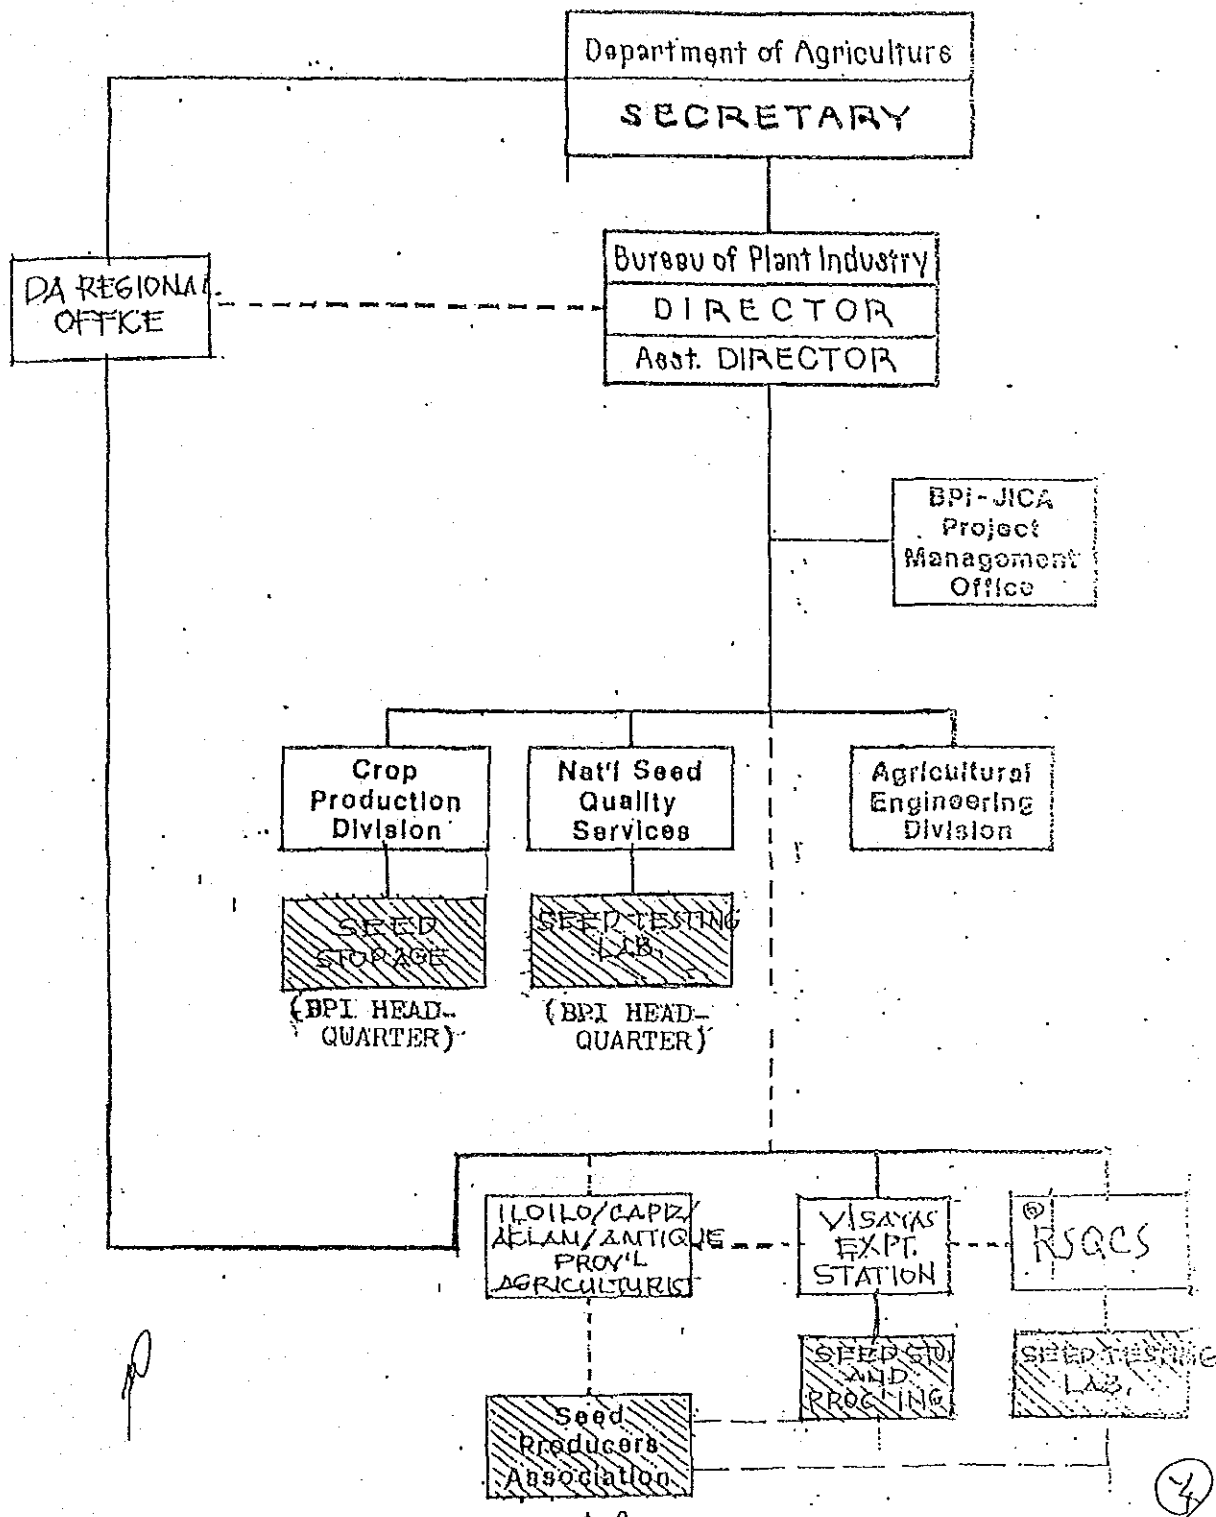 Department of Agriculture
SECRETARY
DA REGIONAL
OFFICE
Bureau of Plant Industry
DIRECTOR
Asst. DIRECTOR
BPI-JICA
Project
Management
Office
Crop
Production
Division
Nat'l Seed
Quality
Services
Agricultural
Engineering
Division
SEED
STORAGE
SEED TESTING
LAB.
(BPI HEAD-
QUARTER)
(BPI HEAD-
QUARTER)
ILOILO/CAPIZ/
AKLAN/ANTIQUE
PROV'L
AGRICULTURIST
VISAYAS
EXPT.
STATION
RSQCS
SEED STO
AND
PROC'ING
SEED TESTING
LAB.
Seed
Producers
Association